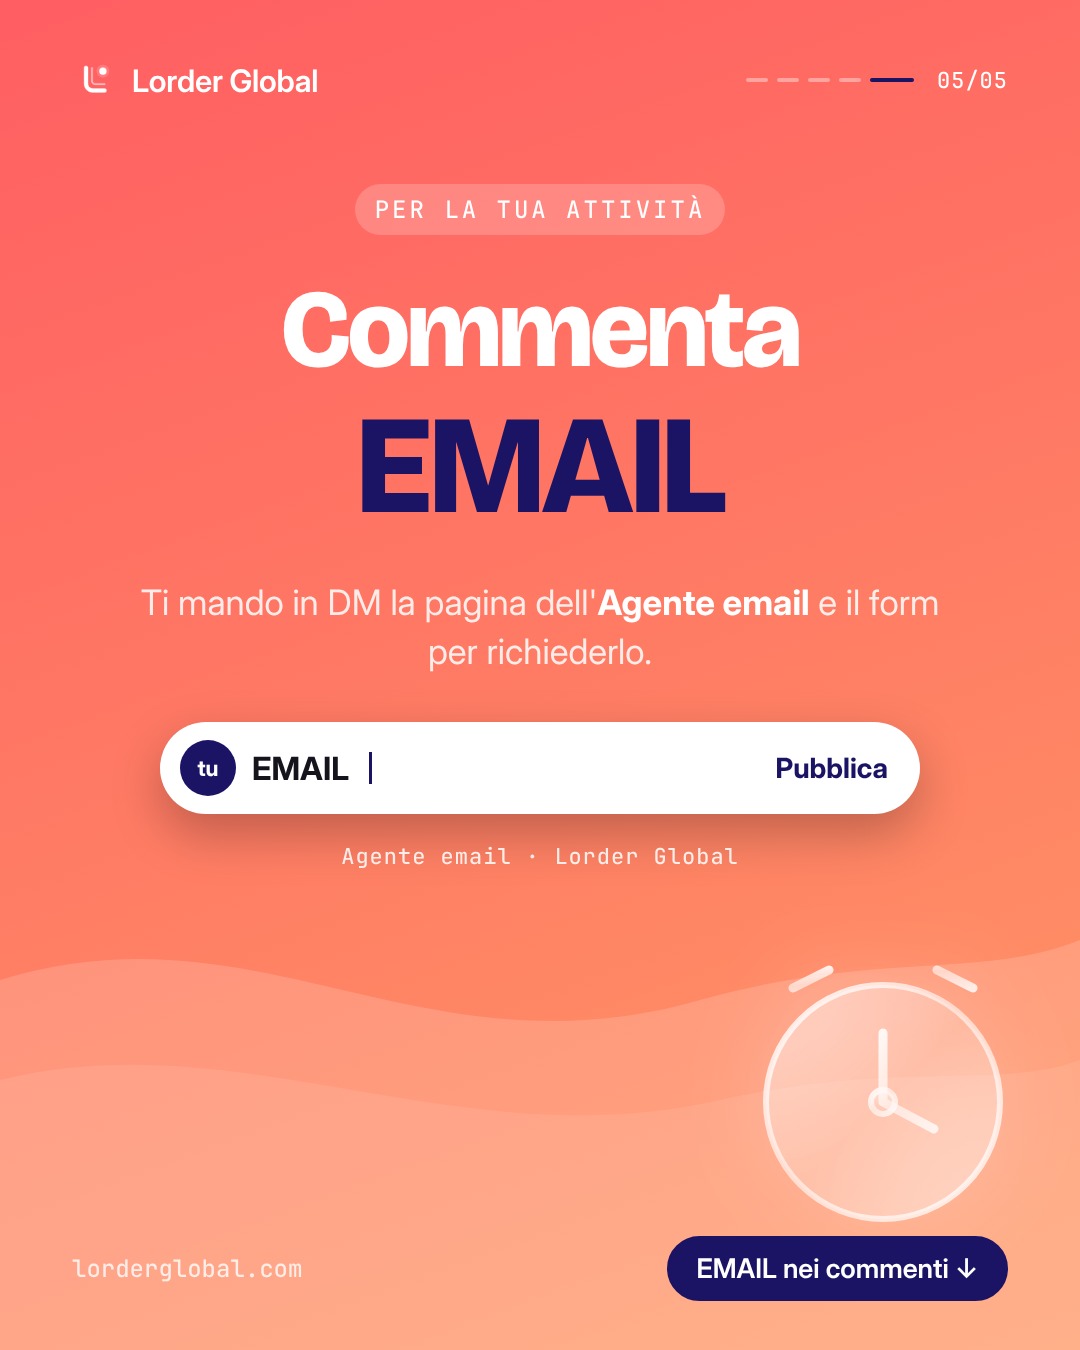 Lorder Global
05/05
PER LA TUA ATTIVITÀ
Commenta
EMAIL
Ti mando in DM la pagina dell'Agente email e il form
per richiederlo.
tu EMAIL Pubblica
Agente email · Lorder Global
lorderglobal.com
EMAIL nei commenti ↓